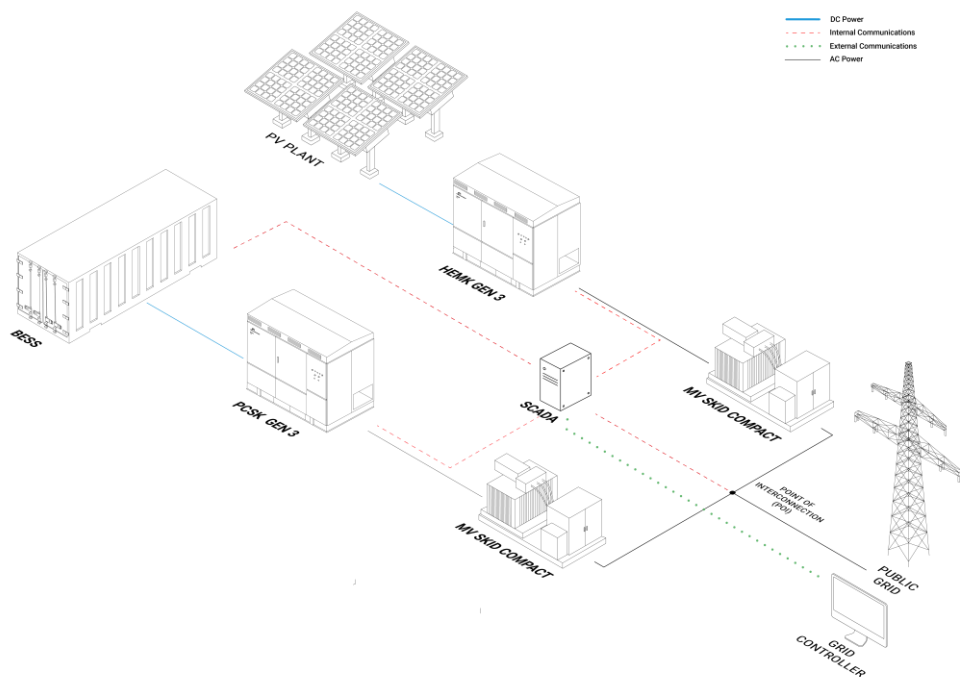 DC Power
Internal Communications
External Communications
AC Power
PV PLANT
HEMK GEN 3
BESS
PCSK GEN 3
SCADA
MV SKID COMPACT
MV SKID COMPACT
POINT OF
INTERCONNECTION
(POI)
PUBLIC
GRID
GRID
CONTROLLER